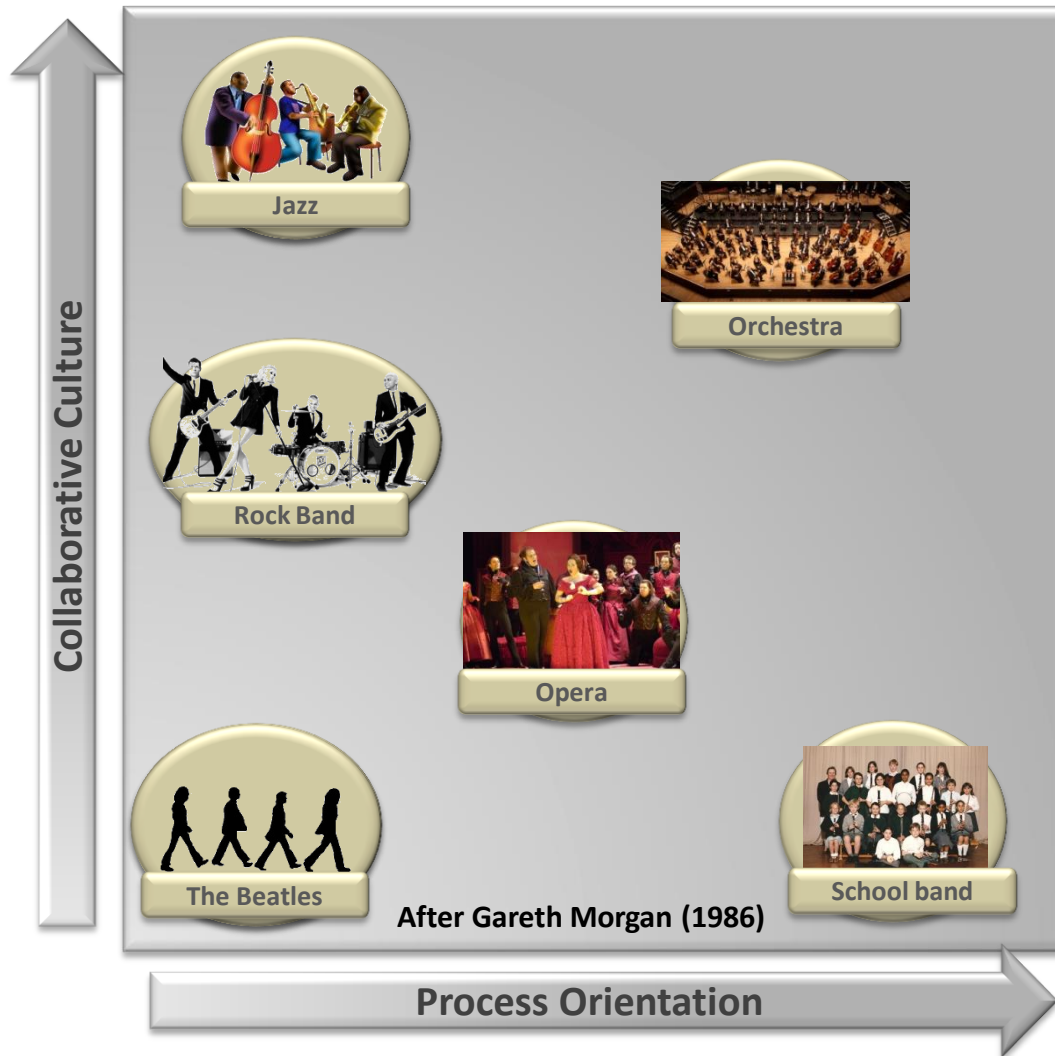 Collaborative Culture
Jazz
Orchestra
Rock Band
Opera
The Beatles
School band
After Gareth Morgan (1986)
Process Orientation